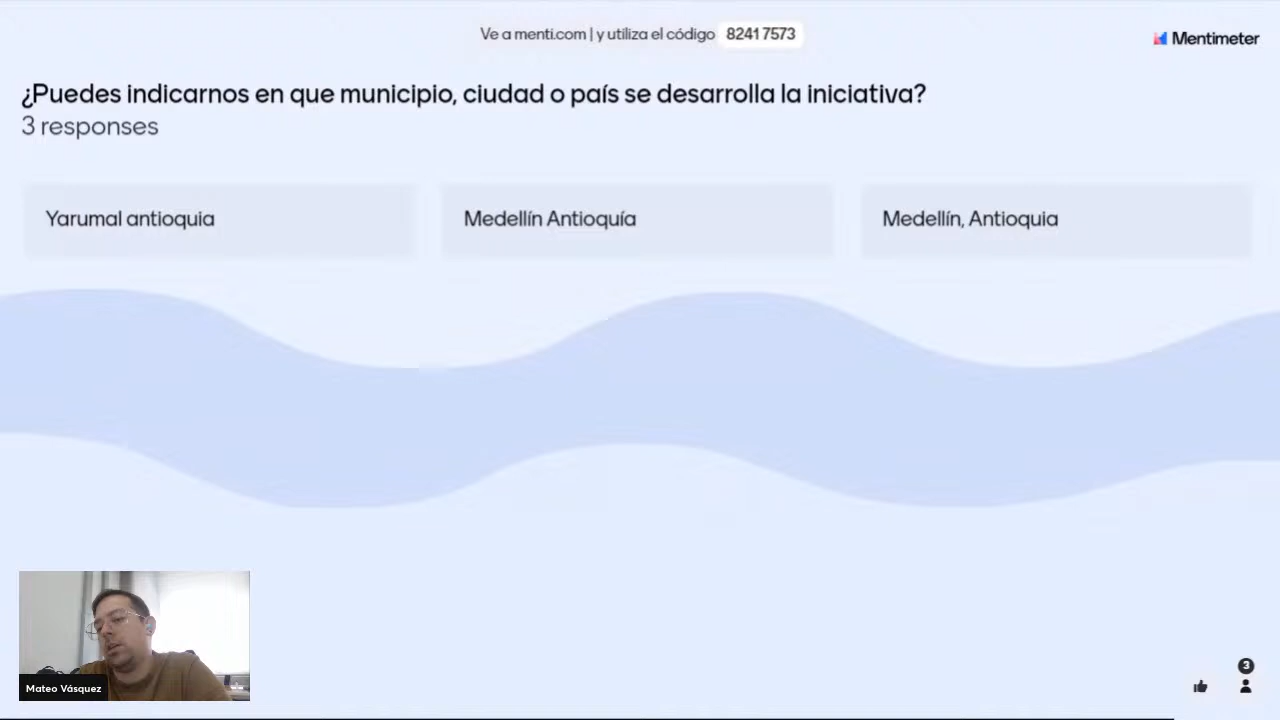 Ve a menti.com | y utiliza el código 8241 7573
Mentimeter
¿Puedes indicarnos en que municipio, ciudad o país se desarrolla la iniciativa?
3 responses
Yarumal antioquia
Medellín Antioquía
Medellín, Antioquia
Mateo Vásquez
3